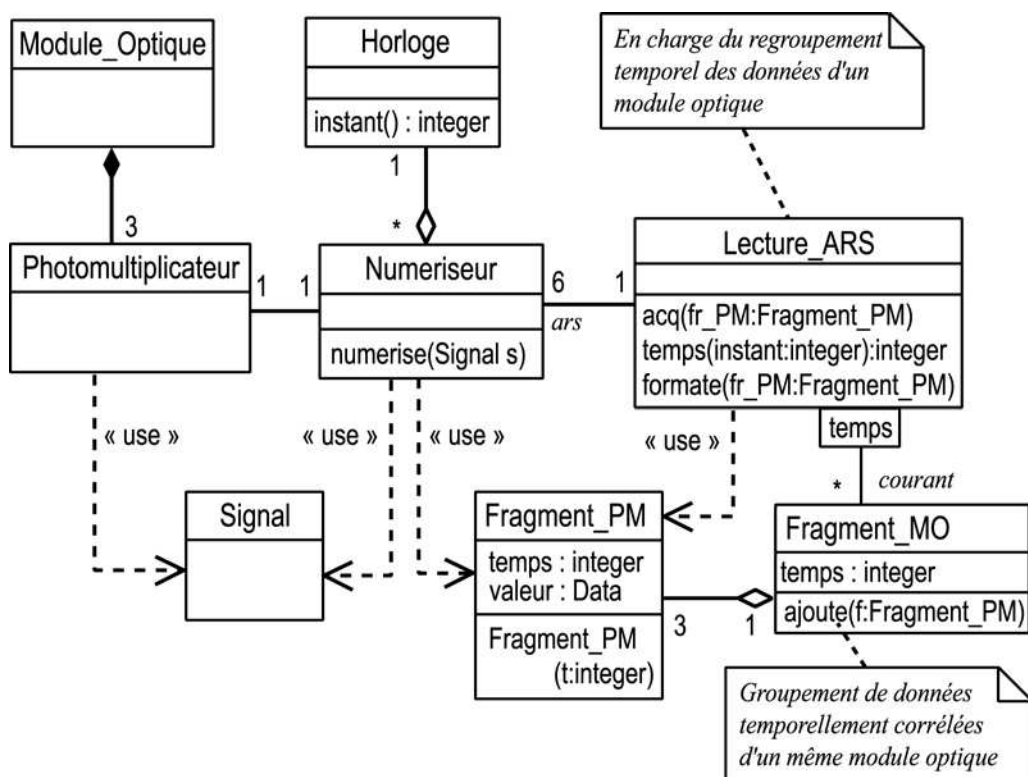 Module_Optique
Horloge
instant() : integer
En charge du regroupement
temporel des données d'un
module optique
1
3
*
Photomultiplicateur
1
1
Numeriseur
numerise(Signal s)
6
ars
1
Lecture_ARS
acq(fr_PM:Fragment_PM)
temps(instant:integer):integer
formate(fr_PM:Fragment_PM)
temps
« use »
« use »
« use »
« use »
*
courant
Signal
Fragment_PM
temps : integer
valeur : Data
Fragment_PM
(t:integer)
3
1
Fragment_MO
temps : integer
ajoute(f:Fragment_PM)
Groupement de données
temporellement corrélées
d'un même module optique